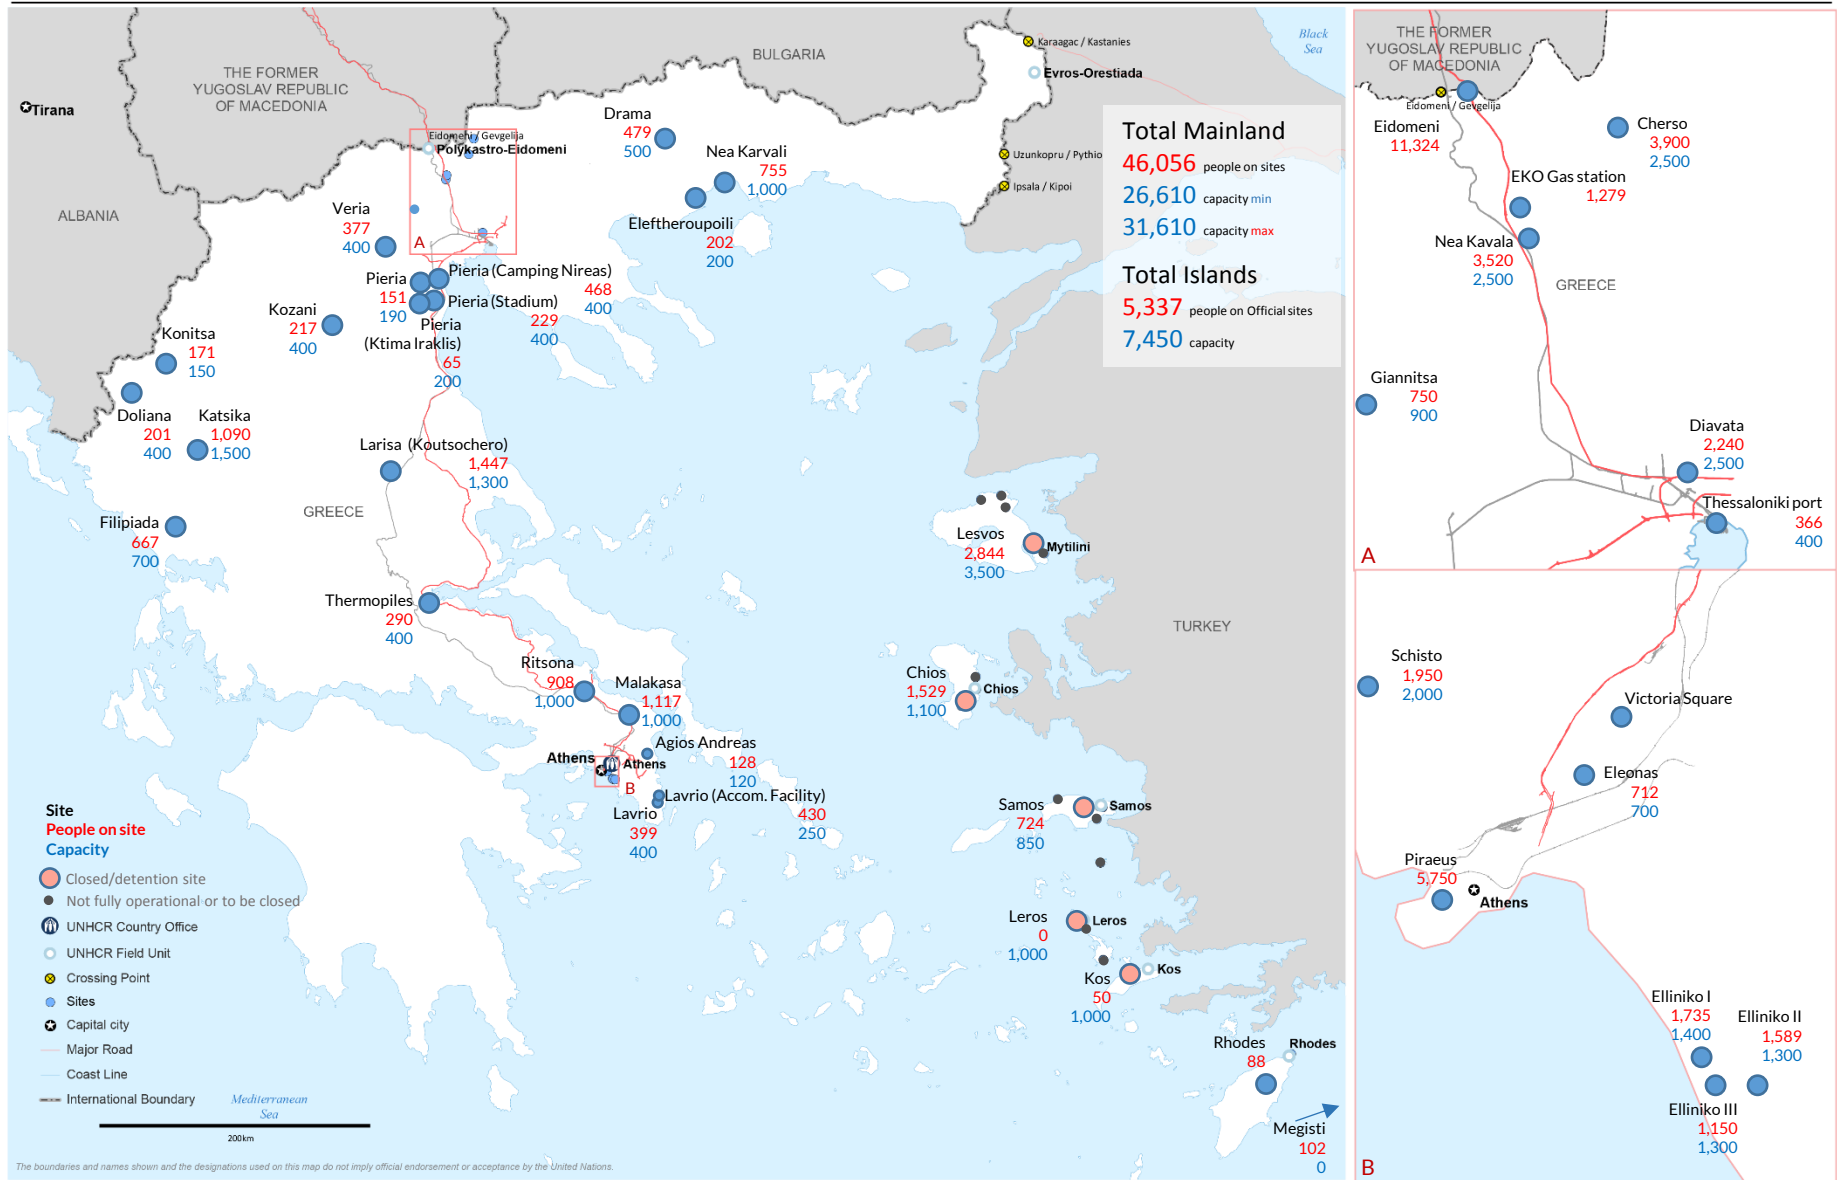 THE FORMER
YUGOSLAV REPUBLIC
OF MACEDONIA
BULGARIA
Black
Sea
Tirana
ALBANIA
GREECE
TURKEY
Karaagac / Kastanies
Evros-Orestiada
Uzunkopru / Pythio
Ipsala / Kipoi
Eidomeni / Gevgelija
Polykastro-Eidomeni
A
Drama
479
500
Nea Karvali
755
1,000
Eleftheroupoili
202
200
Veria
377
400
Pieria
151
190
Pieria (Camping Nireas)
468
400
Pieria (Stadium)
229
400
Pieria
(Ktima Iraklis)
65
200
Kozani
217
400
Konitsa
171
150
Doliana
201
400
Katsika
1,090
1,500
Larisa (Koutsochero)
1,447
1,300
Filipiada
667
700
Thermopiles
290
400
Ritsona
908
1,000
Malakasa
1,117
1,000
Agios Andreas
128
120
Athens
Athens
B
Lavrio (Accom. Facility)
430
250
Lavrio
399
400
Total Mainland
46,056 people on sites
26,610 capacity min
31,610 capacity max
Total Islands
5,337 people on Official sites
7,450 capacity
Lesvos
2,844
3,500
Mytilini
Chios
1,529
1,100
Chios
Samos
724
850
Samos
Leros
0
1,000
Leros
Kos
50
1,000
Kos
Rhodes
88
Rhodes
Megisti
102
0
Site
People on site
Capacity
Closed/detention site
Not fully operational or to be closed
UNHCR Country Office
UNHCR Field Unit
Crossing Point
Sites
Capital city
Major Road
Coast Line
International Boundary
Mediterranean
Sea
200km
The boundaries and names shown and the designations used on this map do not imply official endorsement or acceptance by the United Nations.
THE FORMER
YUGOSLAV REPUBLIC
OF MACEDONIA
Eidomeni / Gevgelija
Eidomeni
11,324
Cherso
3,900
2,500
EKO Gas station
1,279
Nea Kavala
3,520
2,500
GREECE
Giannitsa
750
900
Diavata
2,240
2,500
Thessaloniki port
366
400
A
Schisto
1,950
2,000
Victoria Square
Eleonas
712
700
Piraeus
5,750
Athens
Elliniko I
1,735
1,400
Elliniko II
1,589
1,300
Elliniko III
1,150
1,300
B